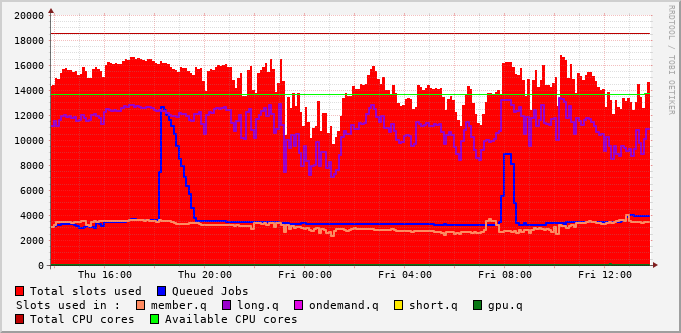 RRDTOOL / TOBI OETIKER
20000
18000
16000
14000
12000
10000
8000
6000
4000
2000
0
Thu 16:00 Thu 20:00 Fri 00:00 Fri 04:00 Fri 08:00 Fri 12:00
Total slots used Queued Jobs
Slots used in : member.q long.q ondemand.q short.q gpu.q
Total CPU cores Available CPU cores